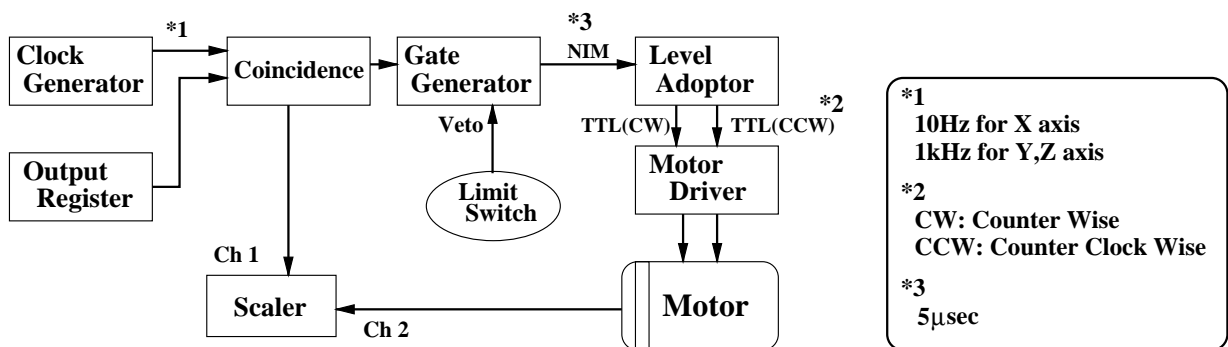 *1
Clock
Generator
Coincidence
Gate
Generator
*3
NIM
Level
Adoptor
*2
Veto
TTL(CW)
TTL(CCW)
Output
Register
Limit
Switch
Motor
Driver
Ch 1
Scaler
Ch 2
Motor
*1
10Hz for X axis
1kHz for Y,Z axis
*2
CW: Counter Wise
CCW: Counter Clock Wise
*3
5μsec